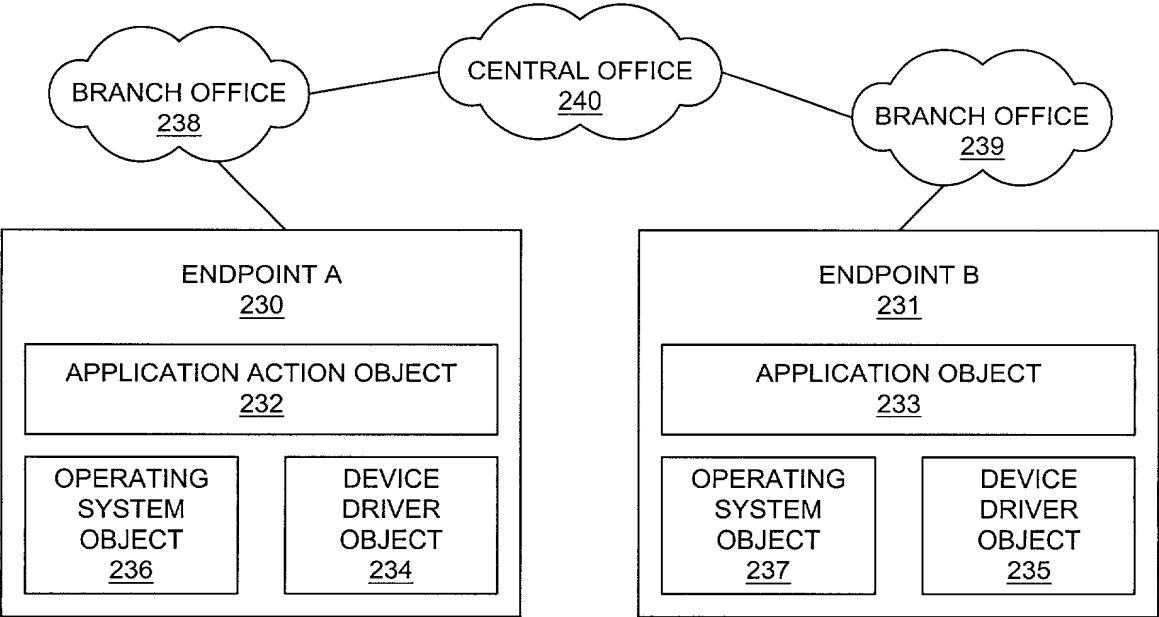 BRANCH OFFICE
238
CENTRAL OFFICE
240
BRANCH OFFICE
239
ENDPOINT A
230
APPLICATION ACTION OBJECT
232
OPERATING
SYSTEM
OBJECT
236
DEVICE
DRIVER
OBJECT
234
ENDPOINT B
231
APPLICATION OBJECT
233
OPERATING
SYSTEM
OBJECT
237
DEVICE
DRIVER
OBJECT
235